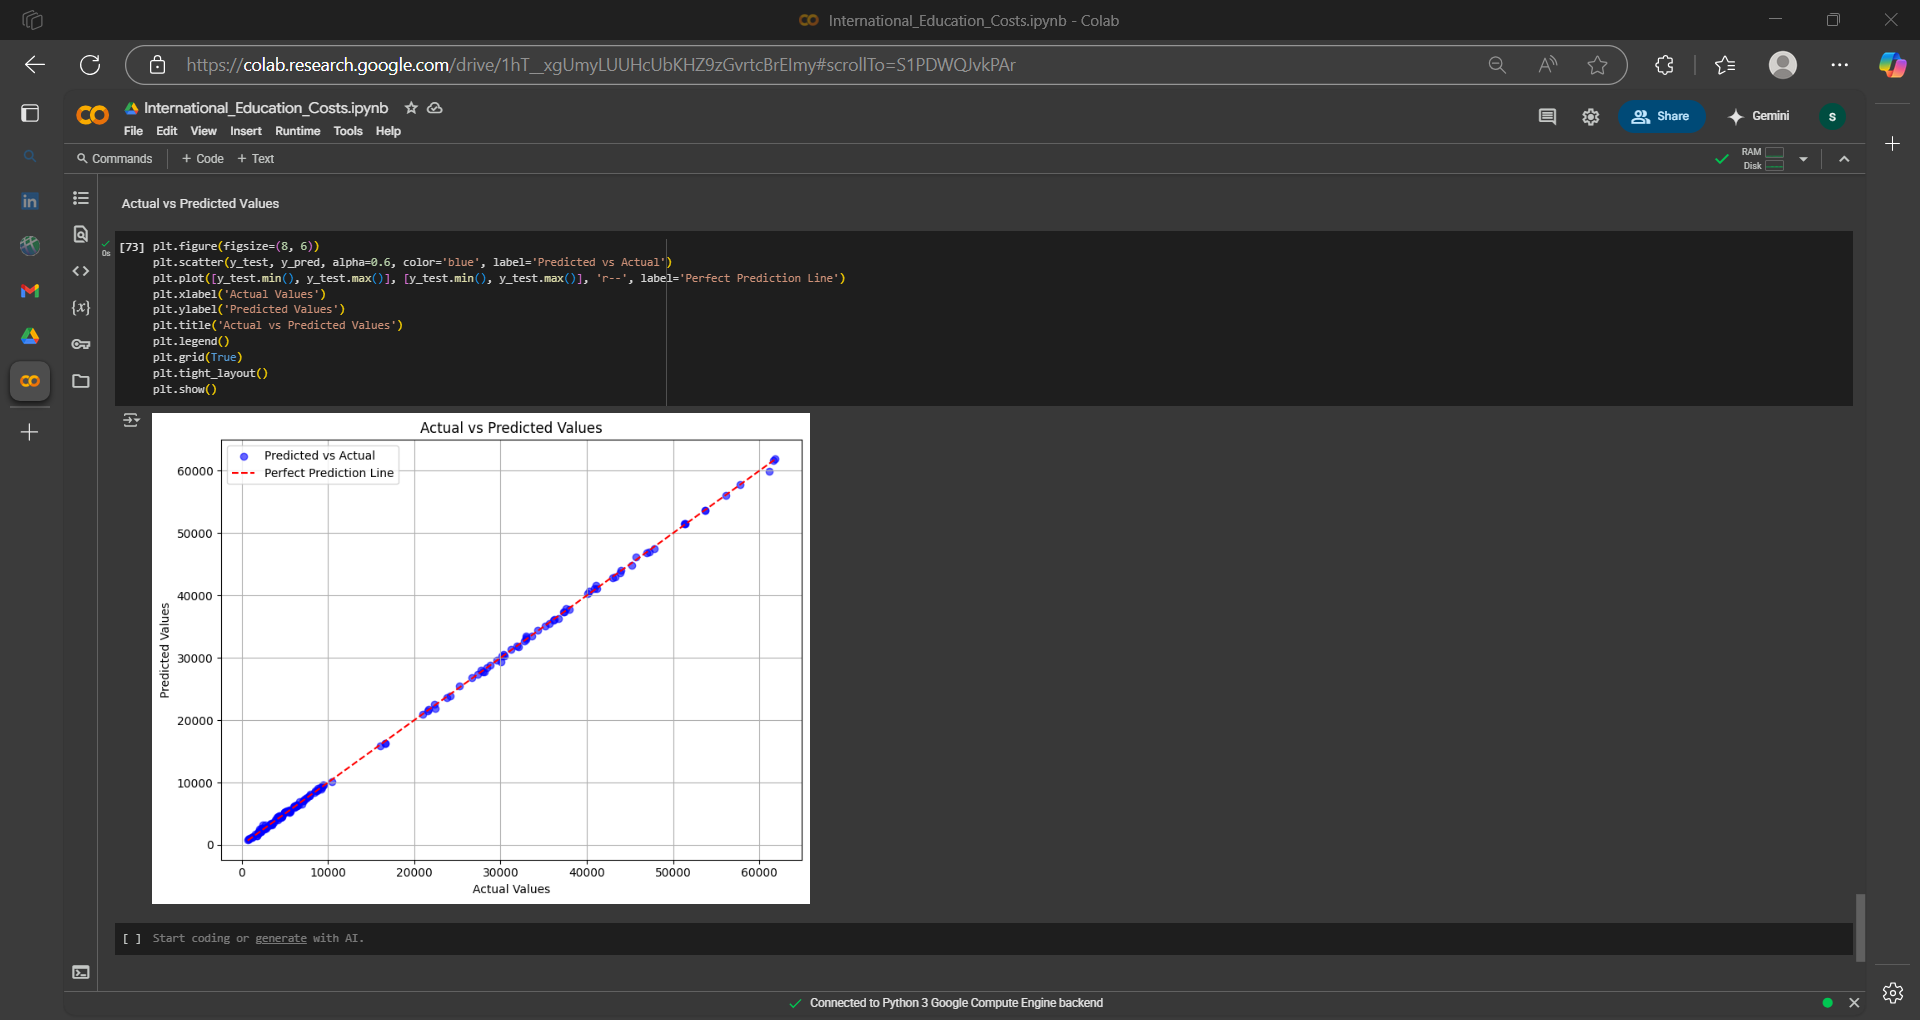 International_Education_Costs.ipynb - Colab
https://colab.research.google.com/drive/1hT__xgUmyLUUHcUbKHZ9zGvrtcBrEImy#scrollTo=S1PDWQJvkPAr
International_Education_Costs.ipynb
File Edit View Insert Runtime Tools Help
Share
Gemini
S
Commands + Code + Text
RAM
Disk
Actual vs Predicted Values
0s
[73] plt.figure(figsize=(8, 6))
plt.scatter(y_test, y_pred, alpha=0.6, color='blue', label='Predicted vs Actual')
plt.plot([y_test.min(), y_test.max()], [y_test.min(), y_test.max()], 'r--', label='Perfect Prediction Line')
plt.xlabel('Actual Values')
plt.ylabel('Predicted Values')
plt.title('Actual vs Predicted Values')
plt.legend()
plt.grid(True)
plt.tight_layout()
plt.show()
Actual vs Predicted Values
Predicted vs Actual
Perfect Prediction Line
60000
50000
40000
30000
20000
10000
0
Predicted Values
0 10000 20000 30000 40000 50000 60000
Actual Values
[ ] Start coding or generate with AI.
Connected to Python 3 Google Compute Engine backend